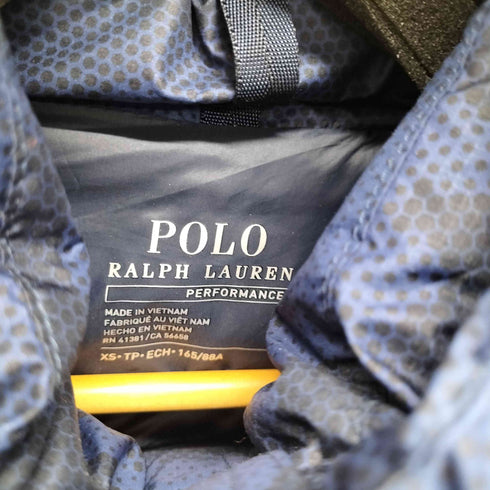 POLO
RALPH LAUREN
PERFORMANCE
MADE IN VIETNAM
FABRIQUÉ AU VIÊT NAM
HECHO EN VIETNAM
RN 41381/CA 56658
XS • TP • ECH • 165/88A